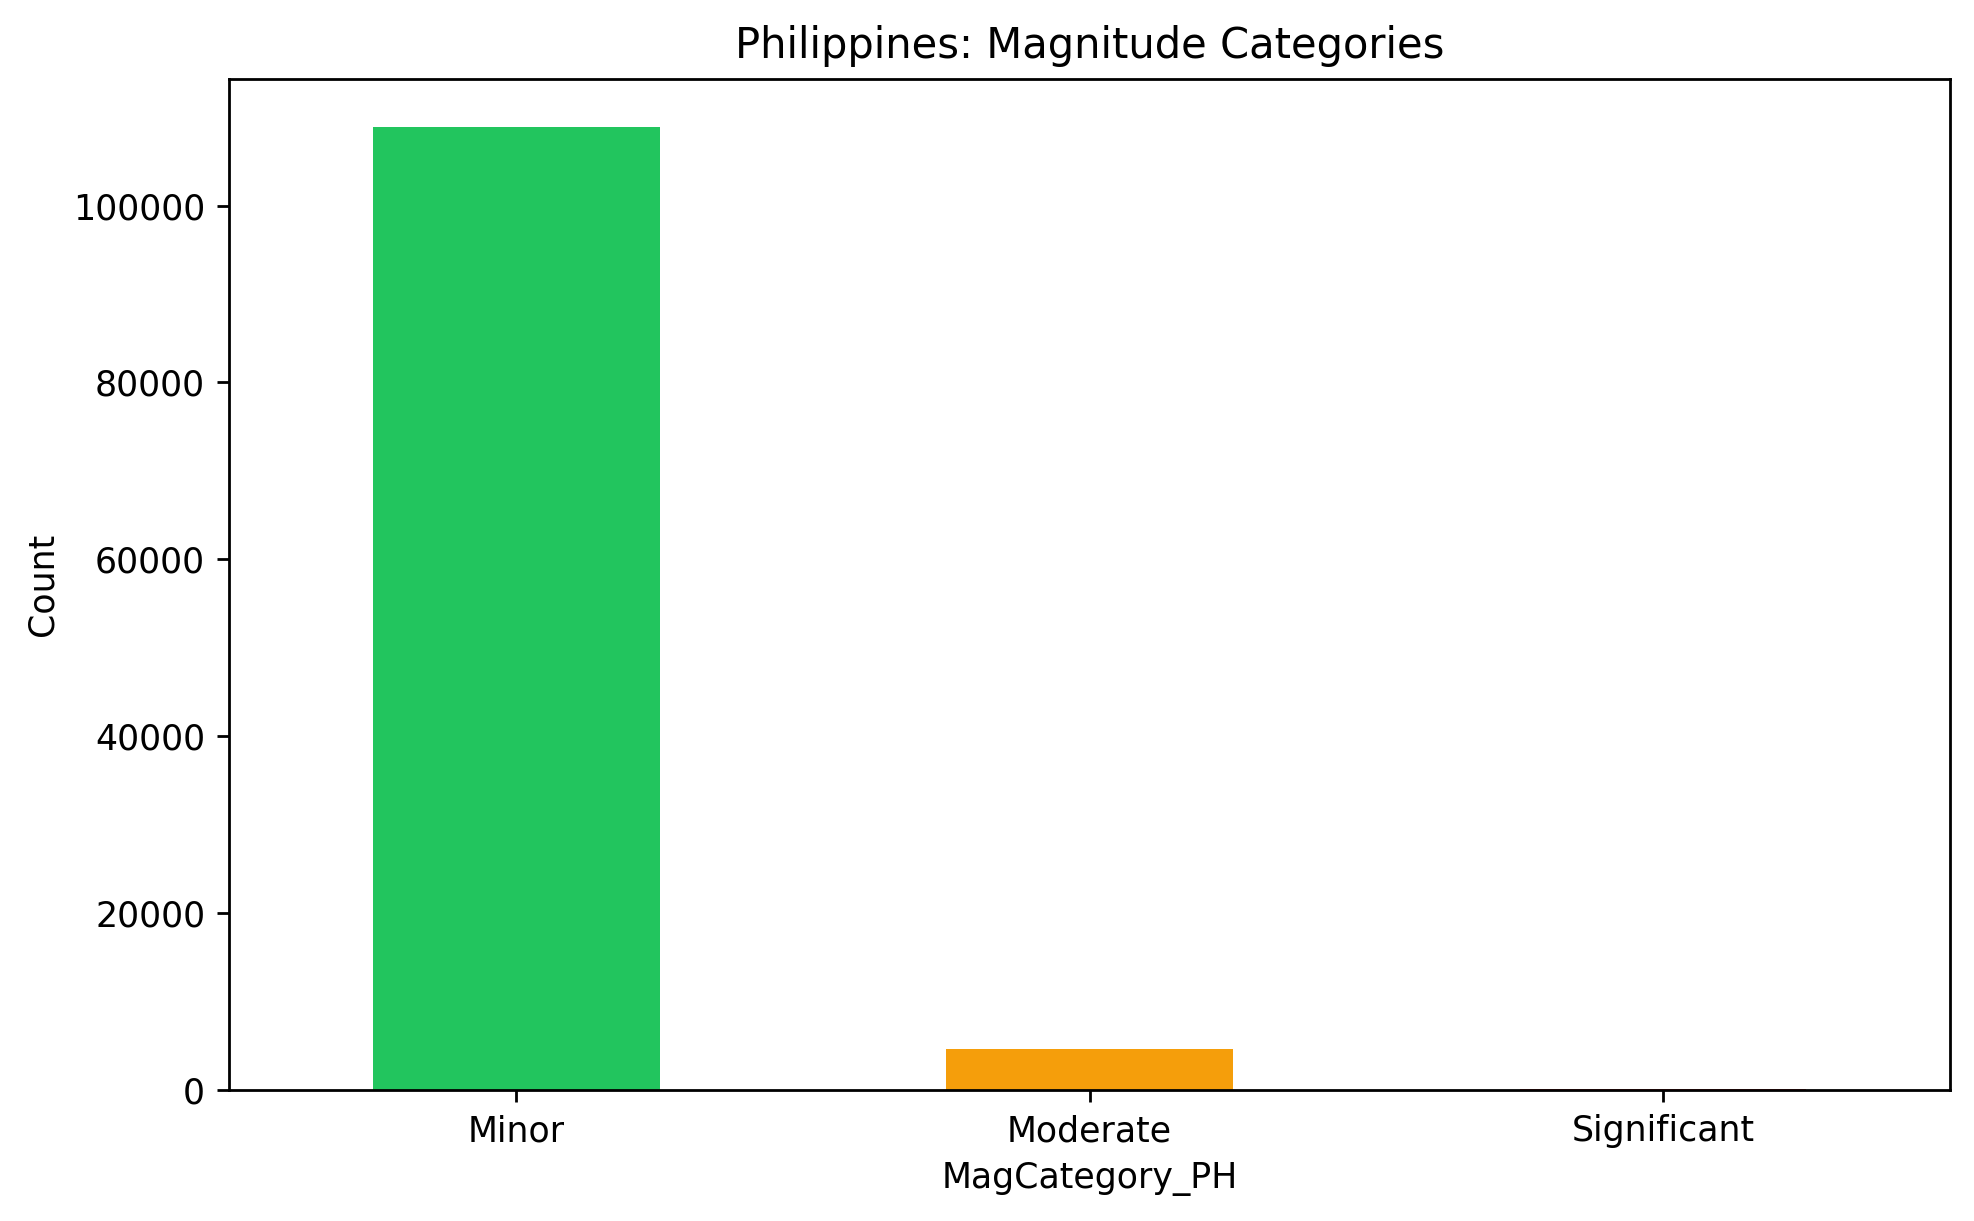 Philippines: Magnitude Categories
100000
80000
60000
40000
20000
0
Count
Minor
Moderate
Significant
MagCategory_PH